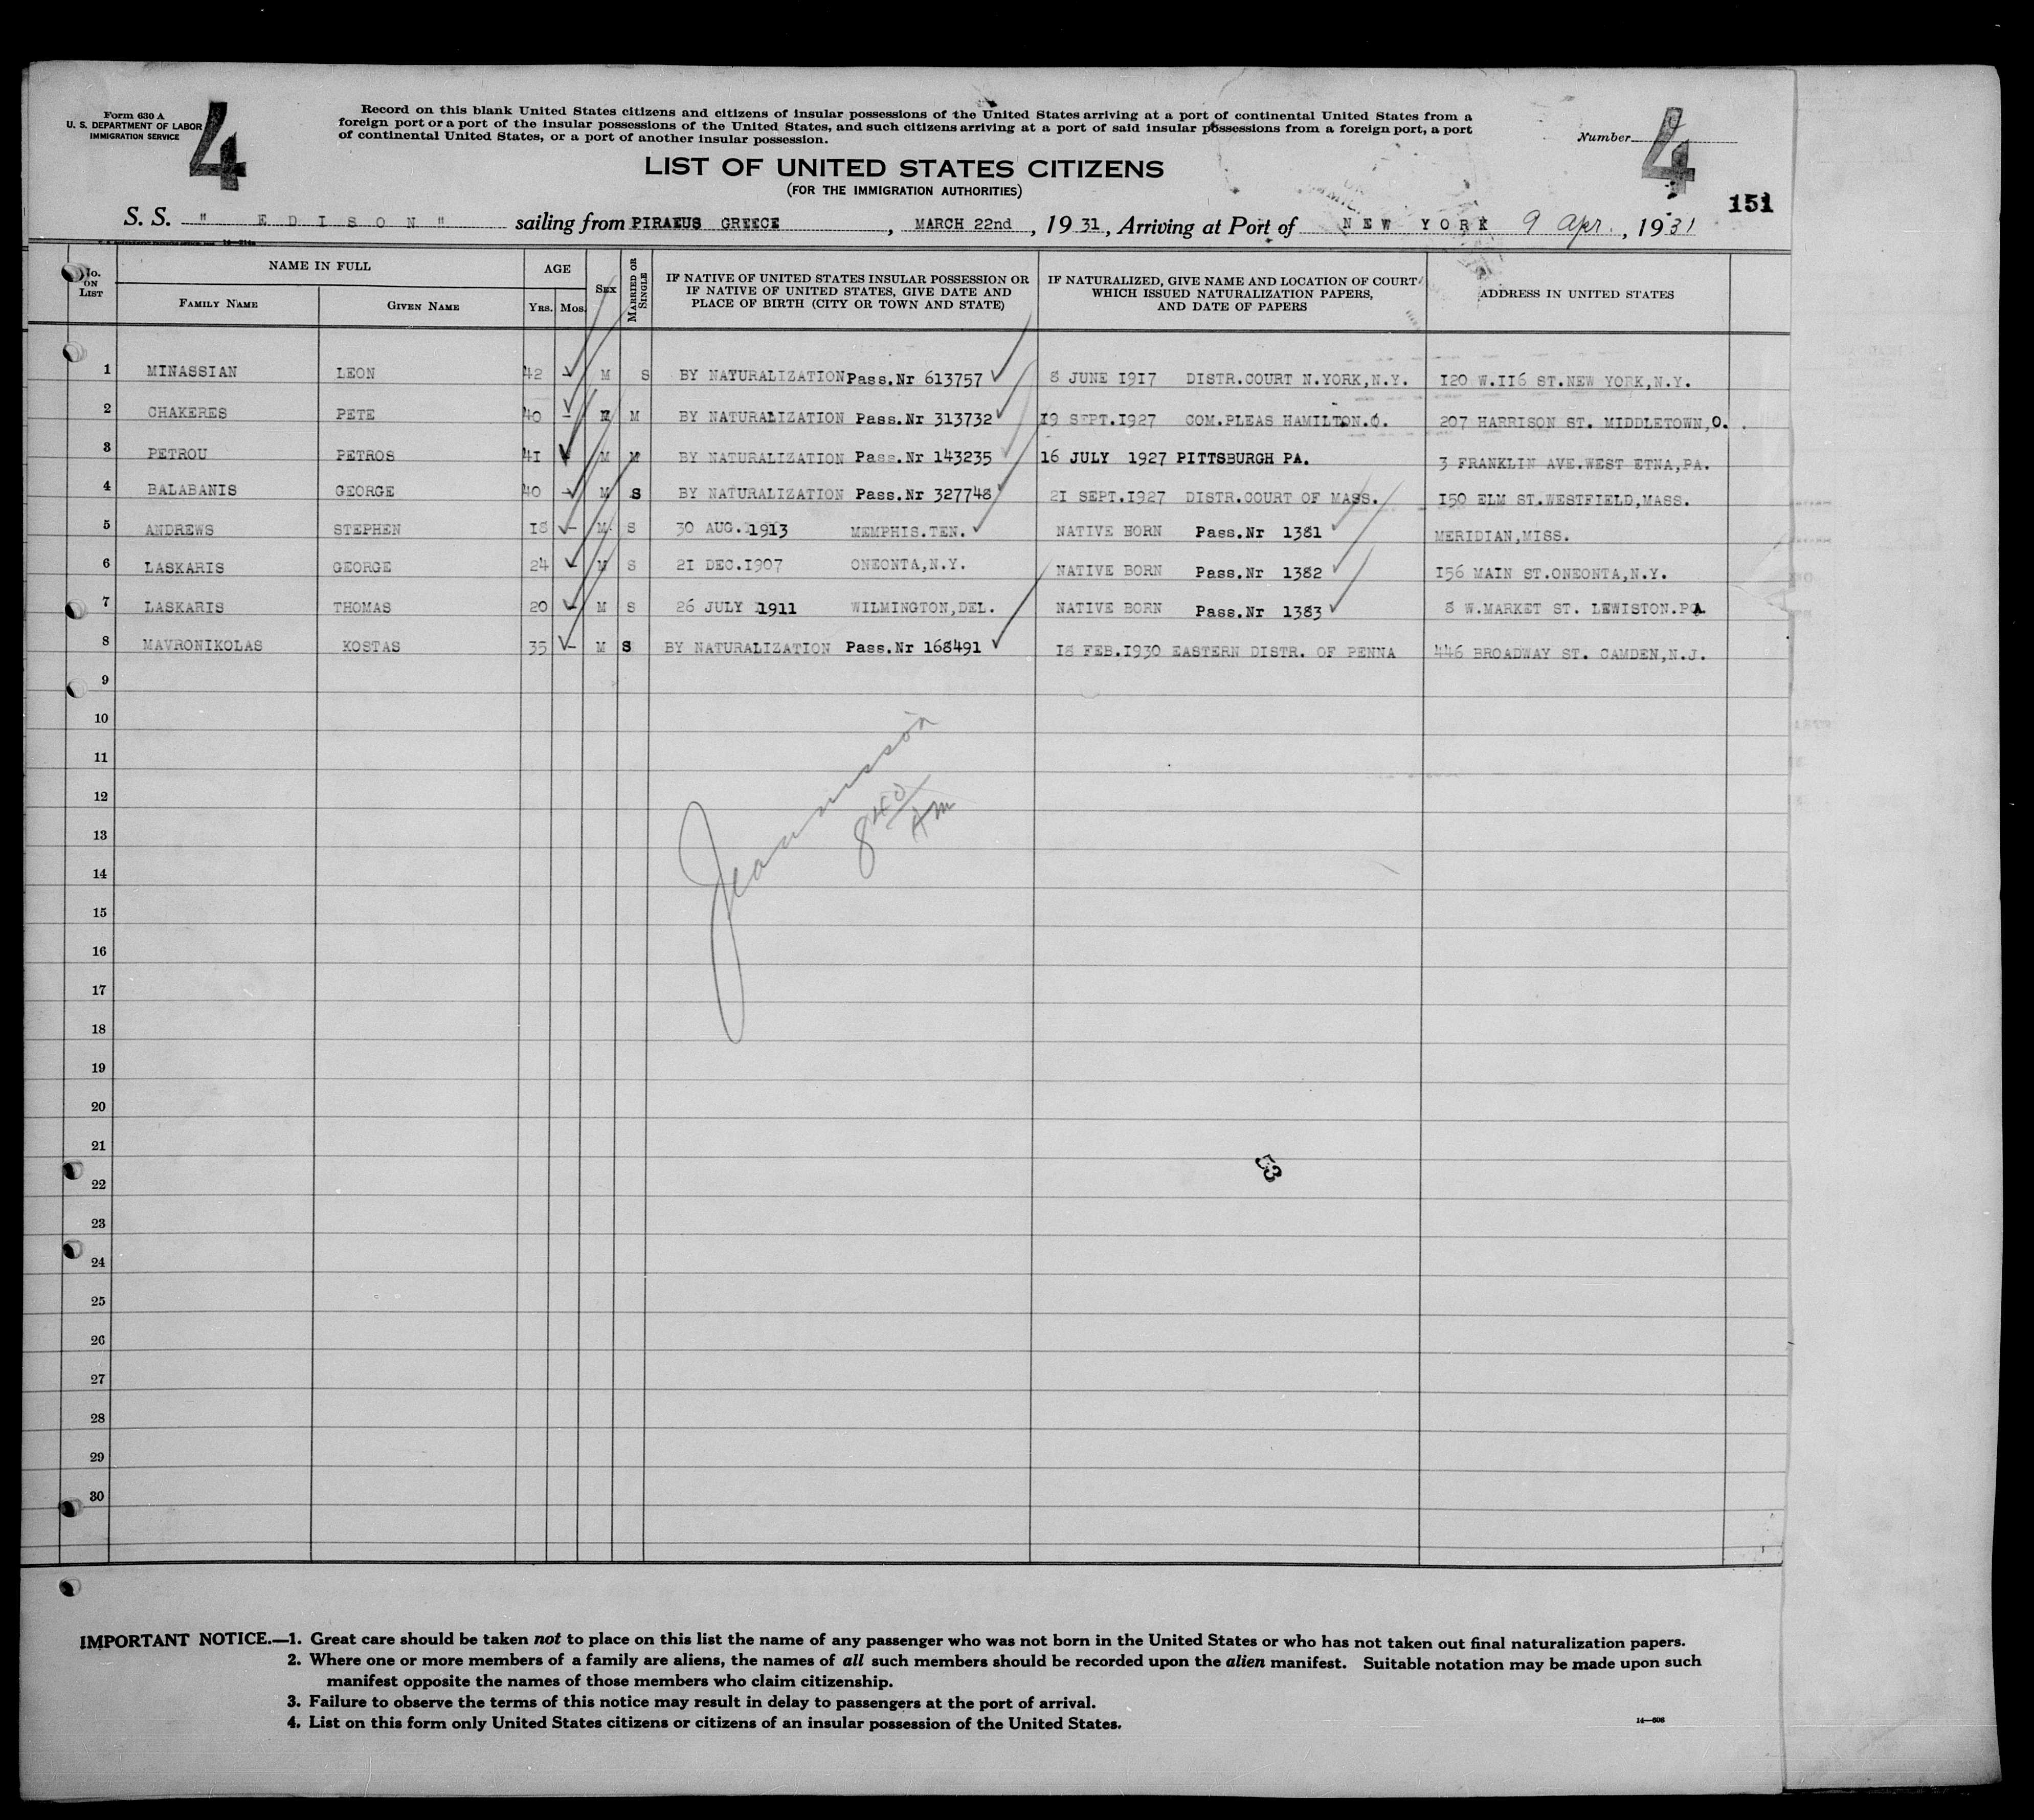 Form 630 A
U. S. DEPARTMENT OF LABOR
IMMIGRATION SERVICE
4
Record on this blank United States citizens and citizens of insular possessions of the United States arriving at a port of continental United States from a
foreign port or a port of the insular possessions of the United States, and such citizens arriving at a port of said insular possessions from a foreign port, a port
of continental United States, or a port of another insular possession.
Number 4
LIST OF UNITED STATES CITIZENS
(FOR THE IMMIGRATION AUTHORITIES)
151
S. S. " E D I S O N " sailing from PIRAEUS GREECE, MARCH 22nd, 1931, Arriving at Port of NEW YORK 9 Apr., 1931
No. ON LIST
NAME IN FULL
FAMILY NAME GIVEN NAME
AGE
YRS. MOS.
SEX
MARRIED OR SINGLE
IF NATIVE OF UNITED STATES INSULAR POSSESSION OR
IF NATIVE OF UNITED STATES, GIVE DATE AND
PLACE OF BIRTH (CITY OR TOWN AND STATE)
IF NATURALIZED, GIVE NAME AND LOCATION OF COURT
WHICH ISSUED NATURALIZATION PAPERS,
AND DATE OF PAPERS
ADDRESS IN UNITED STATES
1 MINASSIAN LEON 42 - M S BY NATURALIZATION Pass.Nr 613757 8 JUNE 1917 DISTR.COURT N.YORK,N.Y. 120 W.116 ST.NEW YORK,N.Y.
2 CHAKERES PETE 40 - M M BY NATURALIZATION Pass.Nr 313732 19 SEPT.1927 COM.PLEAS HAMILTON.O. 207 HARRISON ST. MIDDLETOWN,O.
3 PETROU PETROS 41 M M BY NATURALIZATION Pass.Nr 143235 16 JULY 1927 PITTSBURGH PA. 3 FRANKLIN AVE.WEST ETNA,PA.
4 BALABANIS GEORGE 40 - M S BY NATURALIZATION Pass.Nr 327748 21 SEPT.1927 DISTR.COURT OF MASS. 150 ELM ST.WESTFIELD,MASS.
5 ANDREWS STEPHEN 18 - M S 30 AUG.1913 MEMPHIS.TEN. NATIVE BORN Pass.Nr 1381 MERIDIAN,MISS.
6 LASKARIS GEORGE 24 - M S 21 DEC.1907 ONEONTA,N.Y. NATIVE BORN Pass.Nr 1382 156 MAIN ST.ONEONTA,N.Y.
7 LASKARIS THOMAS 20 - M S 26 JULY 1911 WILMINGTON,DEL. NATIVE BORN Pass.Nr 1383 8 W.MARKET ST. LEWISTON.PA
8 MAVRONIKOLAS KOSTAS 35 - M S BY NATURALIZATION Pass.Nr 168491 18 FEB.1930 EASTERN DISTR. OF PENNA 446 BROADWAY ST. CAMDEN,N.J.
9
10
11
12
13
14
15
16
17
18
19
20
21
22
23
24
25
26
27
28
29
30
8 40 AM
53
IMPORTANT NOTICE.—1. Great care should be taken not to place on this list the name of any passenger who was not born in the United States or who has not taken out final naturalization papers.
2. Where one or more members of a family are aliens, the names of all such members should be recorded upon the alien manifest. Suitable notation may be made upon such
manifest opposite the names of those members who claim citizenship.
3. Failure to observe the terms of this notice may result in delay to passengers at the port of arrival.
4. List on this form only United States citizens or citizens of an insular possession of the United States.
14—608